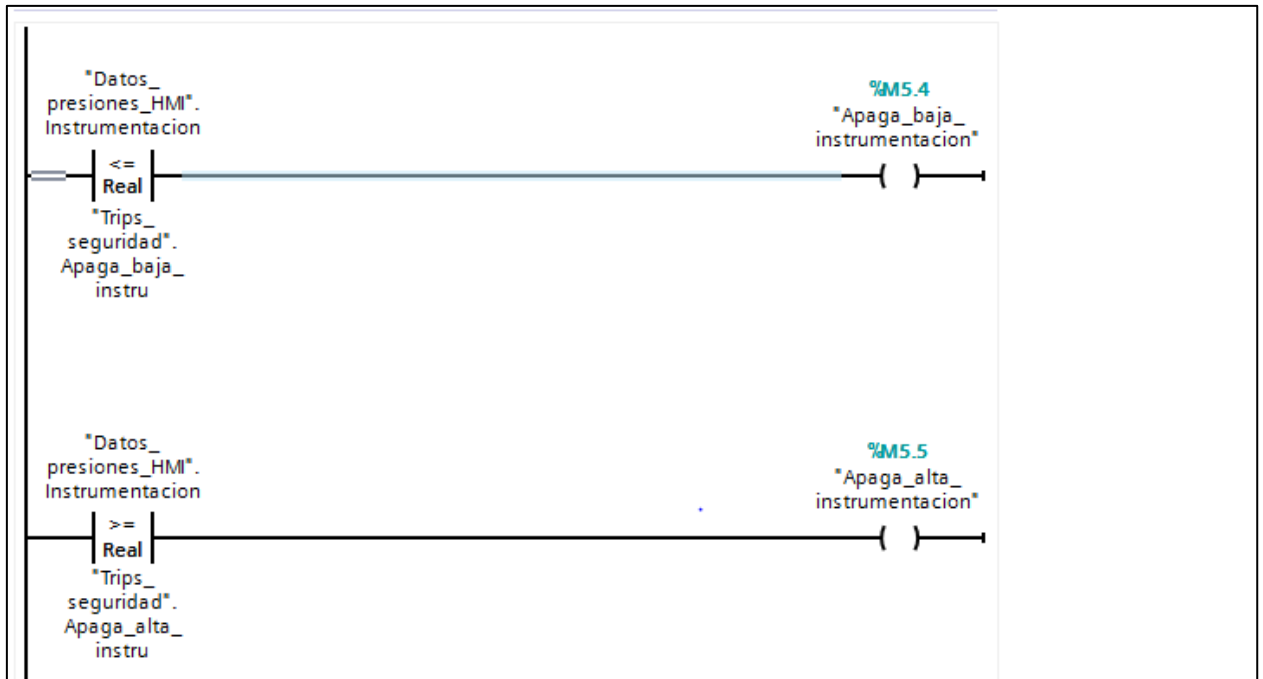 "Datos_
presiones_HMI".
Instrumentacion
<=
Real
"Trips_
seguridad".
Apaga_baja_
instru
%M5.4
"Apaga_baja_
instrumentacion"
"Datos_
presiones_HMI".
Instrumentacion
>=
Real
"Trips_
seguridad".
Apaga_alta_
instru
%M5.5
"Apaga_alta_
instrumentacion"